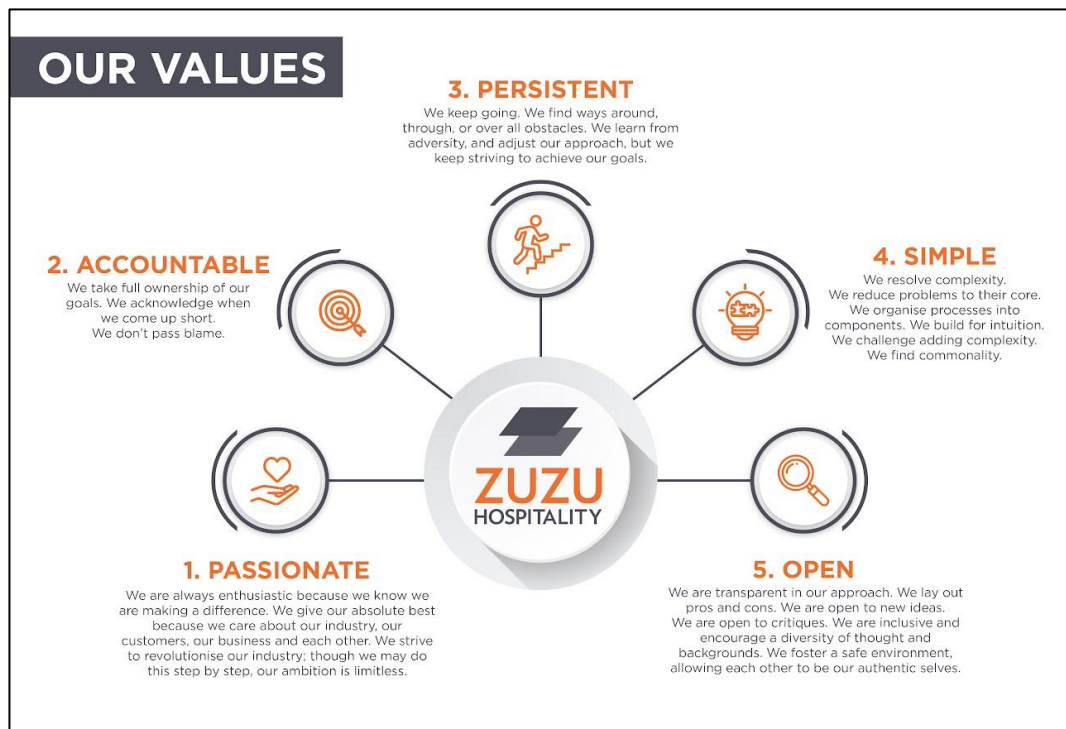 OUR VALUES
3. PERSISTENT
We keep going. We find ways around,
through, or over all obstacles. We learn from
adversity, and adjust our approach, but we
keep striving to achieve our goals.
2. ACCOUNTABLE
We take full ownership of our
goals. We acknowledge when
we come up short.
We don't pass blame.
4. SIMPLE
We resolve complexity.
We reduce problems to their core.
We organise processes into
components. We build for intuition.
We challenge adding complexity.
We find commonality.
ZUZU
HOSPITALITY
1. PASSIONATE
We are always enthusiastic because we know we
are making a difference. We give our absolute best
because we care about our industry, our
customers, our business and each other. We strive
to revolutionise our industry; though we may do
this step by step, our ambition is limitless.
5. OPEN
We are transparent in our approach. We lay out
pros and cons. We are open to new ideas.
We are open to critiques. We are inclusive and
encourage a diversity of thought and
backgrounds. We foster a safe environment,
allowing each other to be our authentic selves.